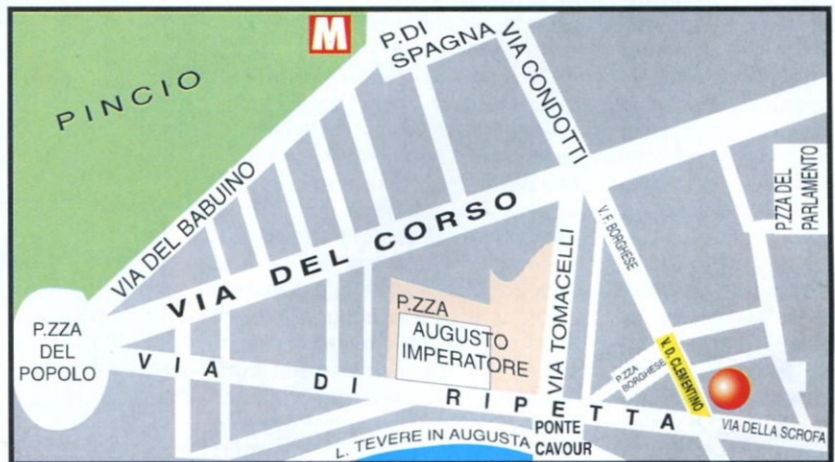 M
P.DI
SPAGNA
VIA CONDOTTI
PINCIO
VIA DEL BABUINO
VIA DEL CORSO
P.ZZA DEL
PARLAMENTO
V. F. BORGHESE
VIA TOMACELLI
P.ZZA
AUGUSTO
IMPERATORE
P.ZZA
DEL
POPOLO
VIA DI RIPETTA
P.ZZA
BORGHESE
V. D. CLEMENTINO
VIA DELLA SCROFA
PONTE
CAVOUR
L. TEVERE IN AUGUSTA